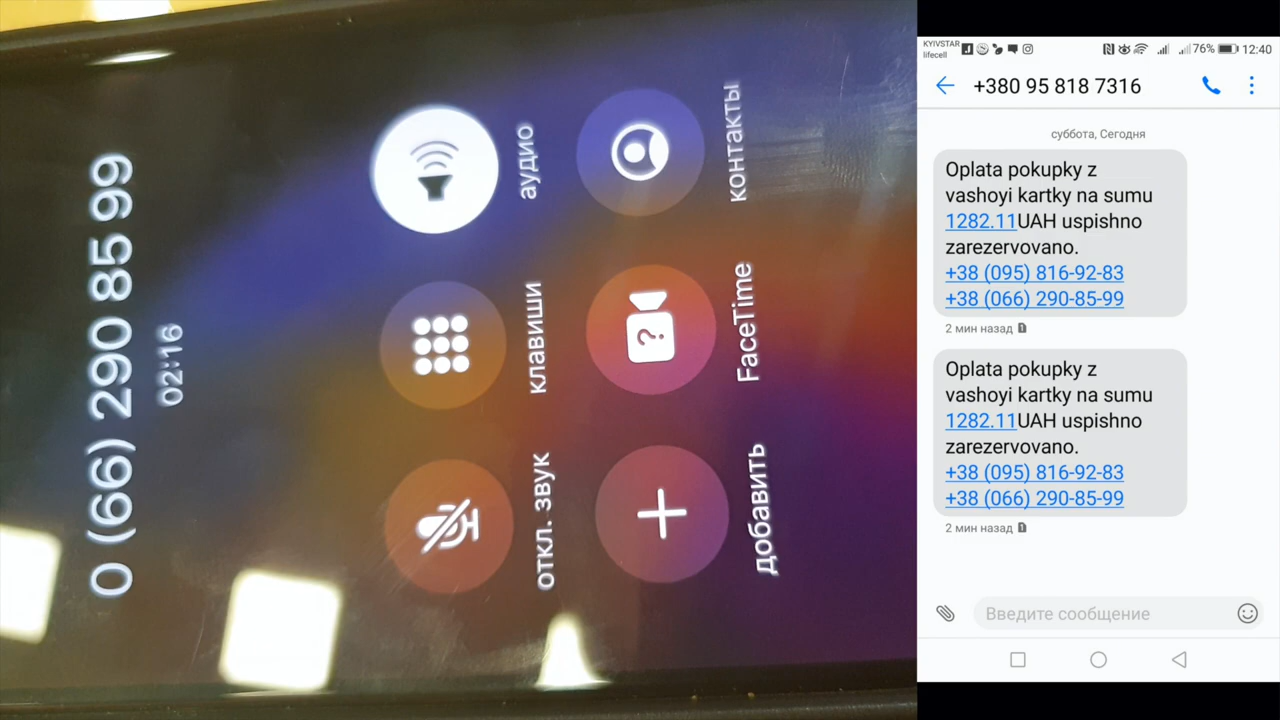 0 (66) 290 85 99
02:16
откл. звук
клавиши
аудио
добавить
FaceTime
контакты
KYIVSTAR
lifecell
76%
12:40
+380 95 818 7316
суббота, Сегодня
Oplata pokupky z
vashoyi kartky na sumu
1282.11UAH uspishno
zarezervovano.
+38 (095) 816-92-83
+38 (066) 290-85-99
2 мин назад 1
Oplata pokupky z
vashoyi kartky na sumu
1282.11UAH uspishno
zarezervovano.
+38 (095) 816-92-83
+38 (066) 290-85-99
2 мин назад 1
Введите сообщение